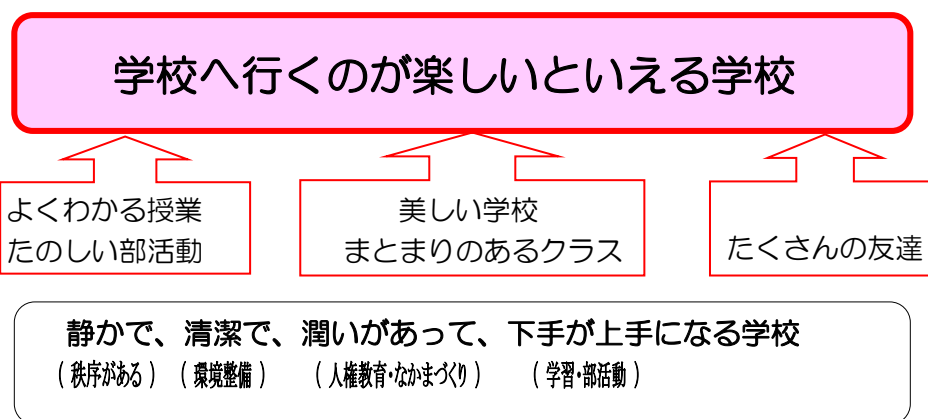 学校へ行くのが楽しいといえる学校
よくわかる授業
たのしい部活動
美しい学校
まとまりのあるクラス
たくさんの友達
静かで、清潔で、潤いがあって、下手が上手になる学校
(秩序がある) (環境整備) (人権教育・なかまづくり) (学習・部活動)